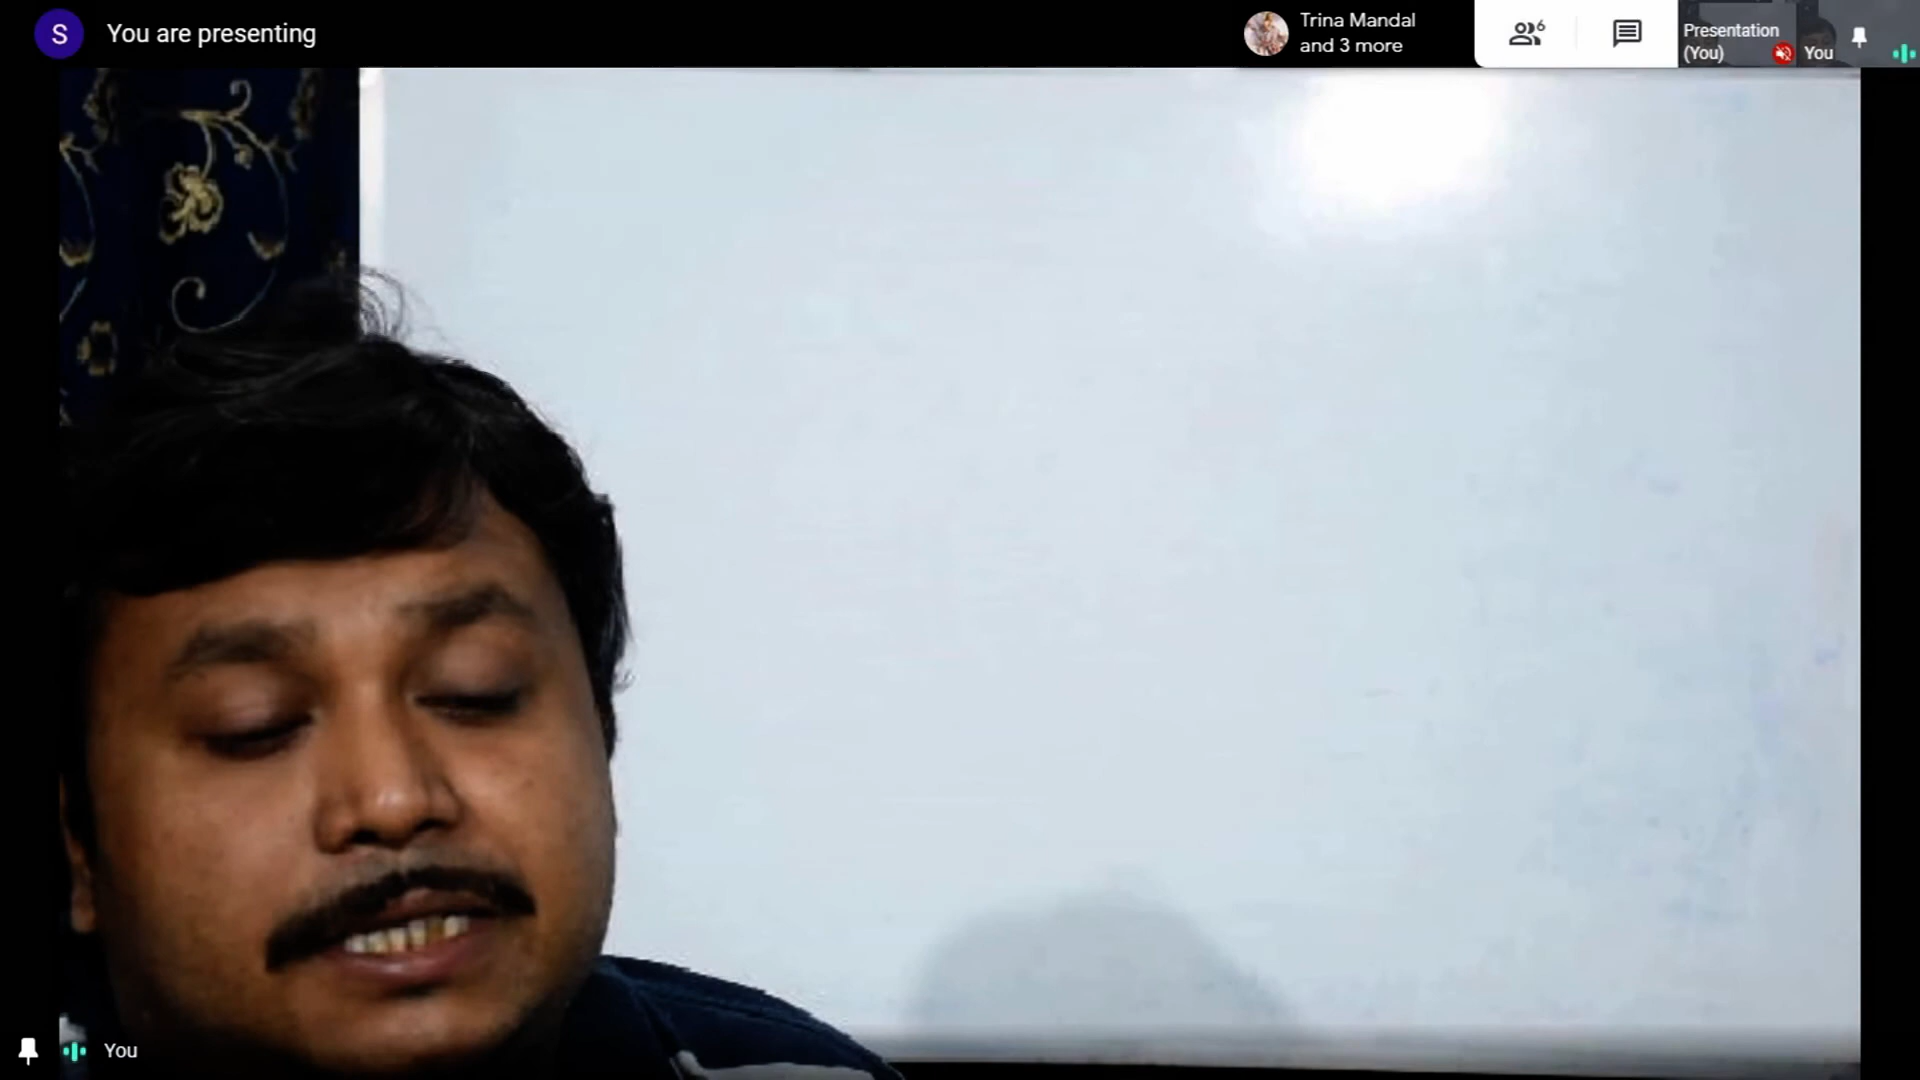 S
You are presenting
Trina Mandal
and 3 more
6
Presentation
(You)
You
You